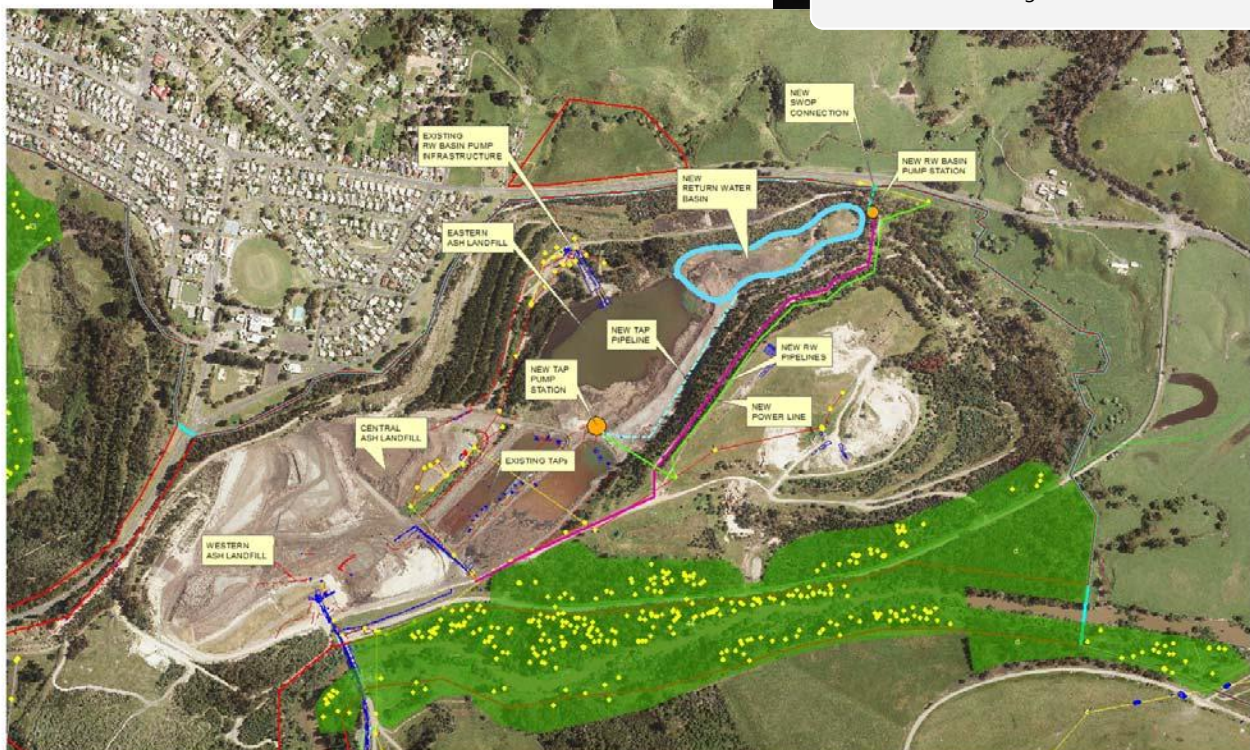 NEW
SWOP
CONNECTION
EXISTING
RW BASIN PUMP
INFRASTRUCTURE
NEW RW BASIN
PUMP STATION
NEW
RETURN WATER
BASIN
EASTERN
ASH LANDFILL
NEW TAP
PIPELINE
NEW RW
PIPELINES
NEW TAP
PUMP
STATION
NEW
POWER LINE
CENTRAL
ASH LANDFILL
EXISTING TAPs
WESTERN
ASH LANDFILL